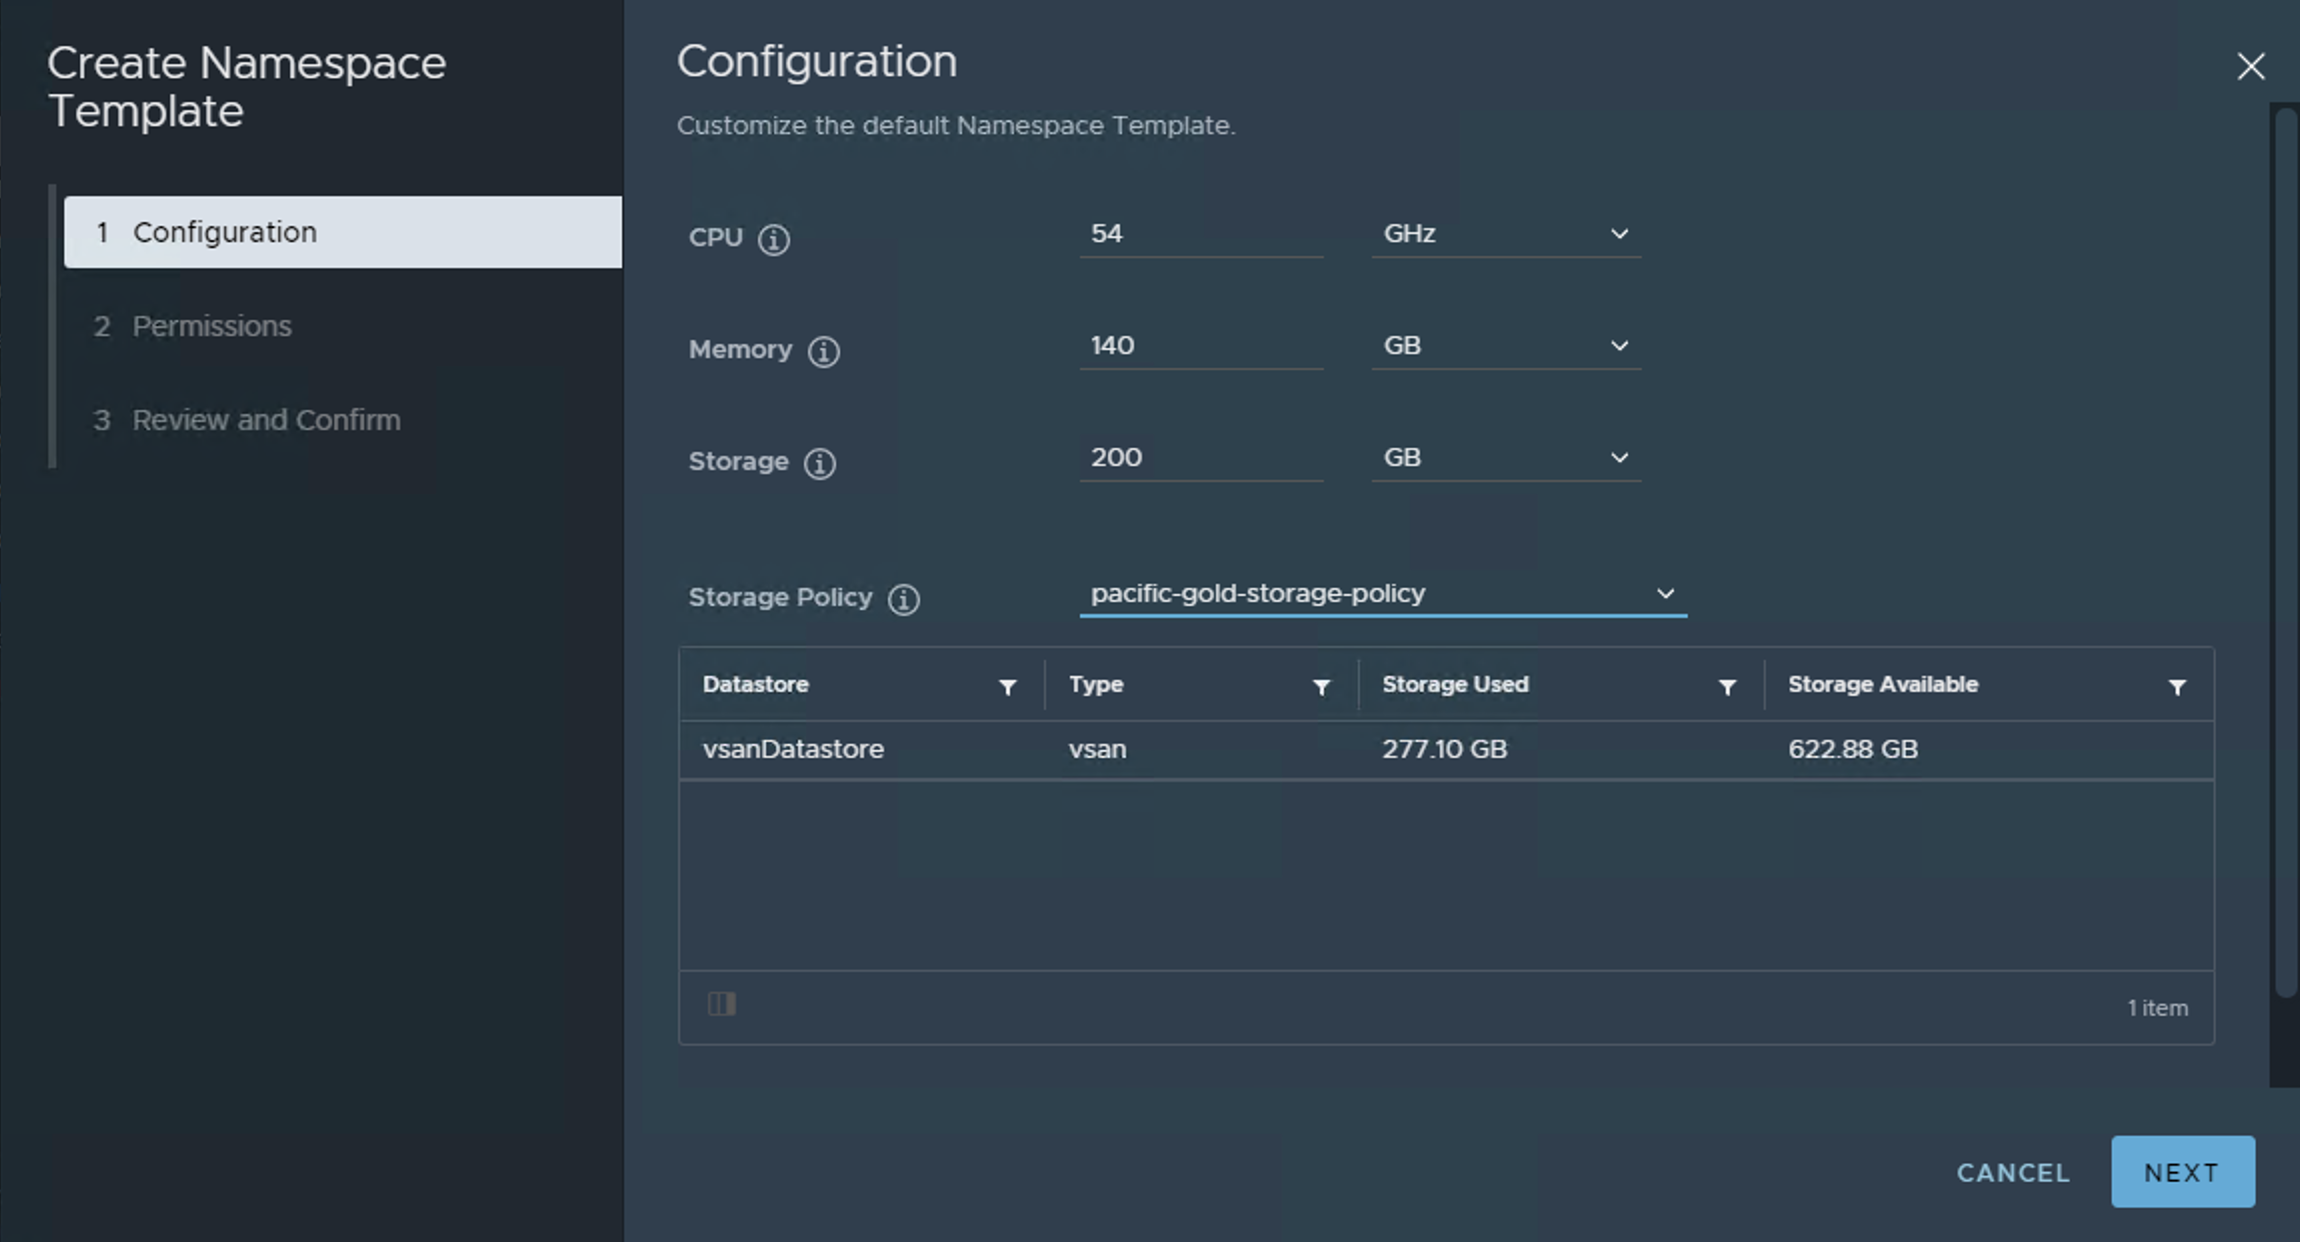 Create Namespace
Template
1 Configuration
2 Permissions
3 Review and Confirm
Configuration
Customize the default Namespace Template.
CPU 54 GHz
Memory 140 GB
Storage 200 GB
Storage Policy pacific-gold-storage-policy
Datastore Type Storage Used Storage Available
vsanDatastore vsan 277.10 GB 622.88 GB
1 item
CANCEL NEXT